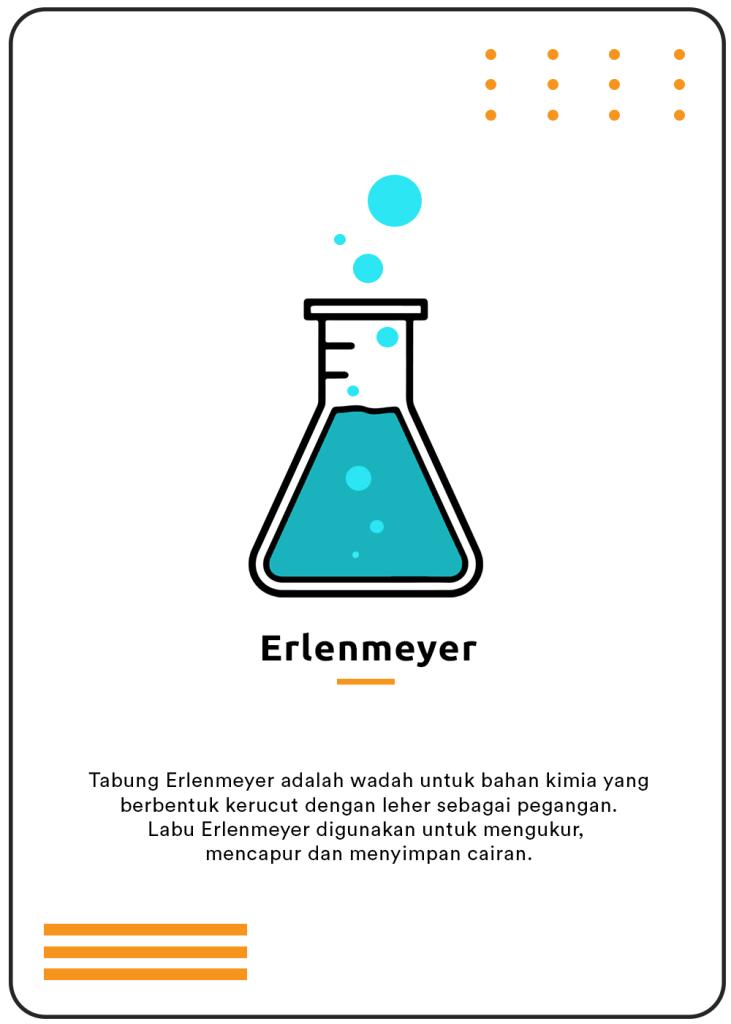 Erlenmeyer
Tabung Erlenmeyer adalah wadah untuk bahan kimia yang
berbentuk kerucut dengan leher sebagai pegangan.
Labu Erlenmeyer digunakan untuk mengukur,
mencapur dan menyimpan cairan.